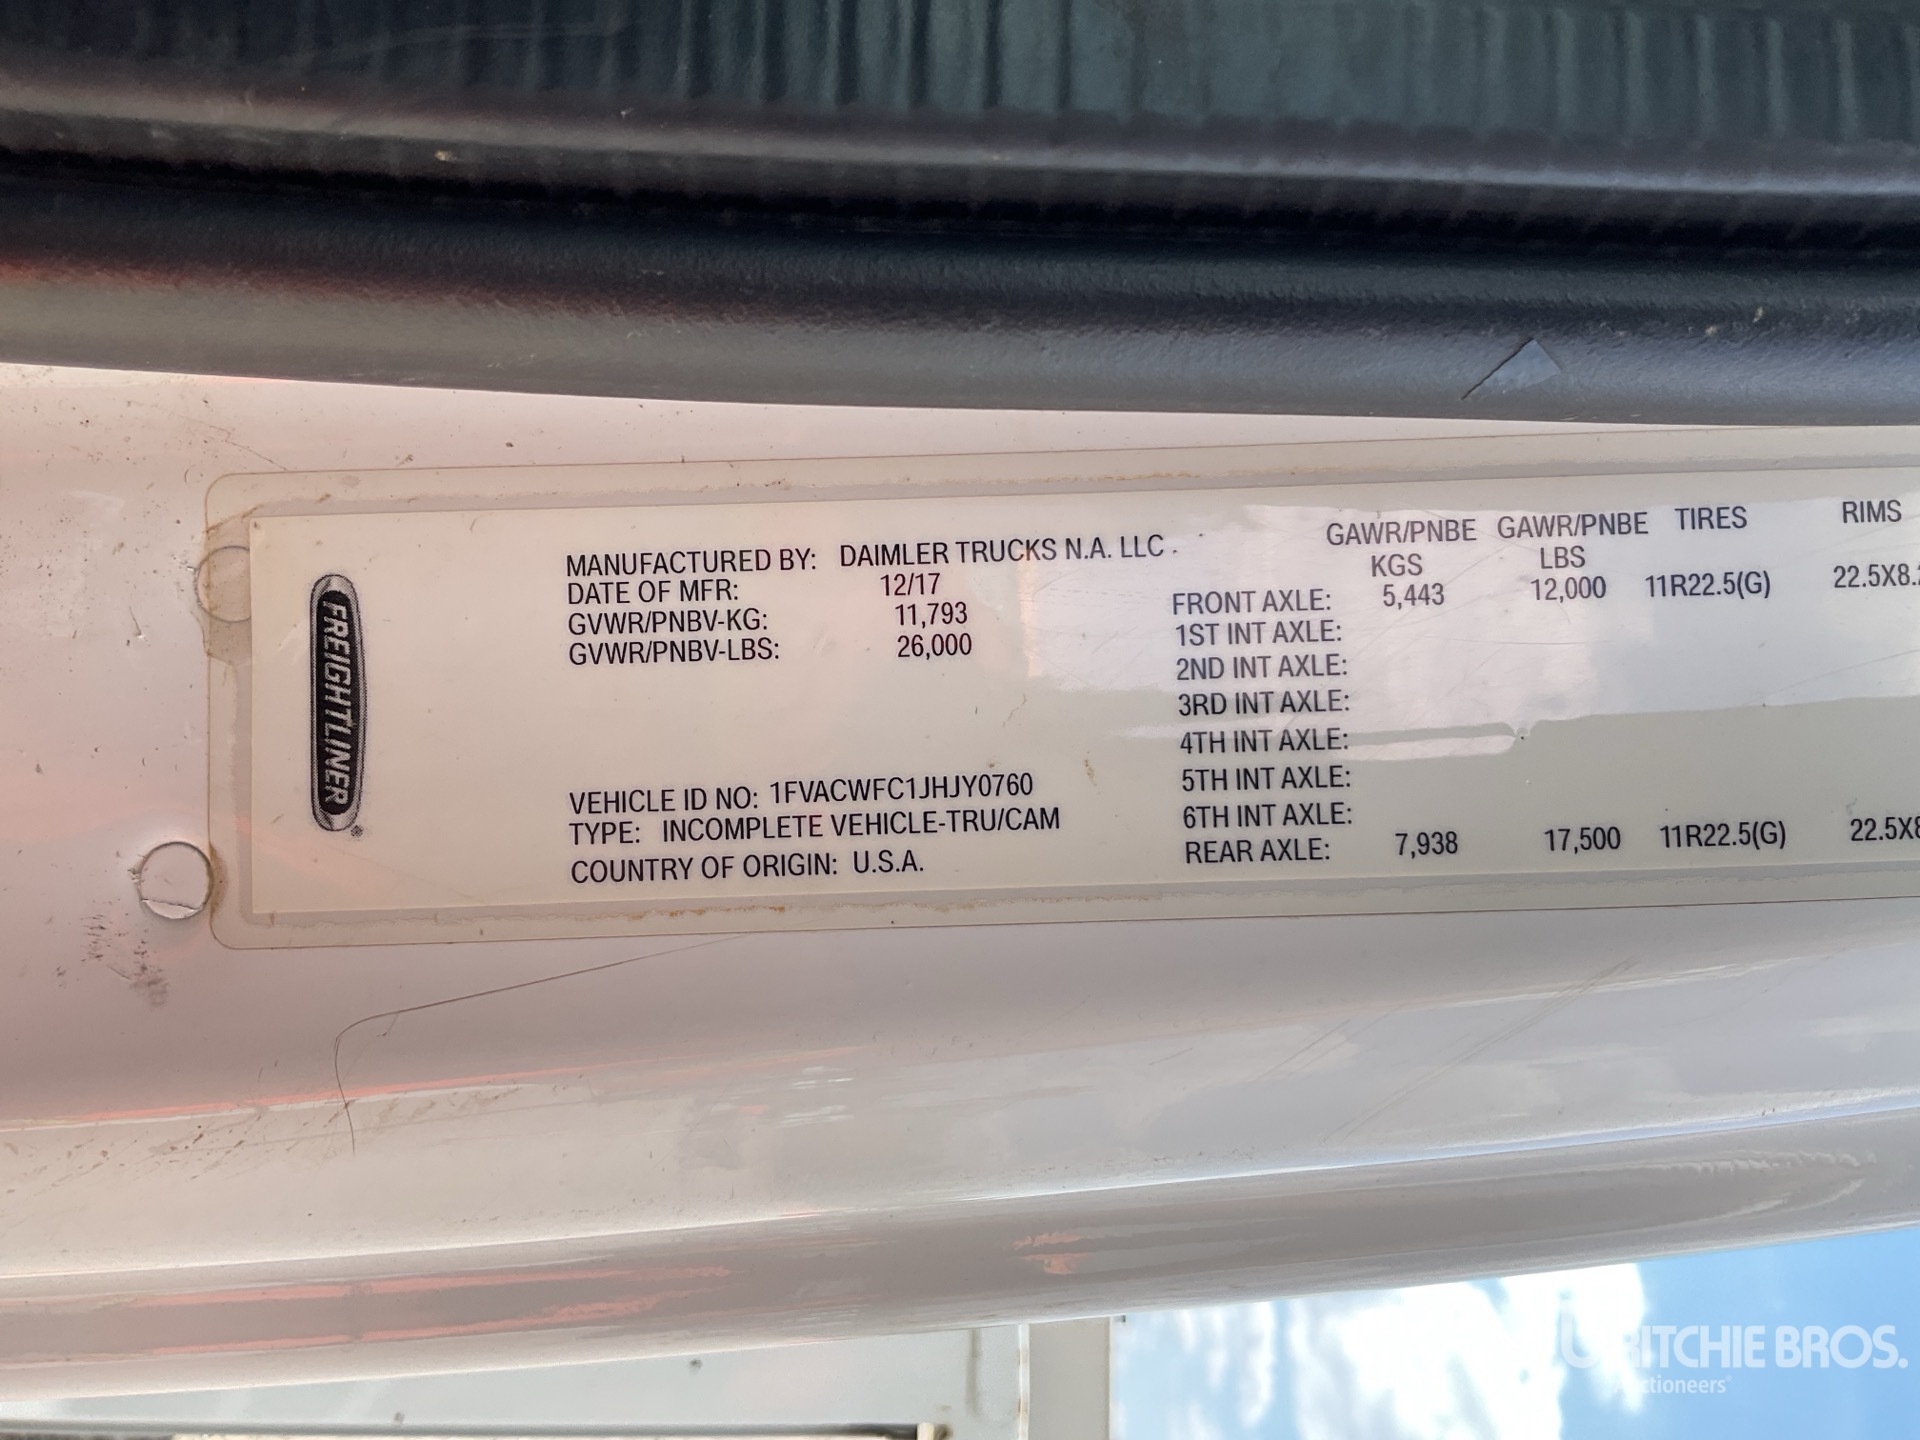 FREIGHTLINER
MANUFACTURED BY: DAIMLER TRUCKS N.A. LLC
DATE OF MFR: 12/17
GVWR/PNBV-KG: 11,793
GVWR/PNBV-LBS: 26,000
VEHICLE ID NO: 1FVACWFC1JHJY0760
TYPE: INCOMPLETE VEHICLE-TRU/CAM
COUNTRY OF ORIGIN: U.S.A.
GAWR/PNBE GAWR/PNBE TIRES RIMS
KGS LBS
FRONT AXLE: 5,443 12,000 11R22.5(G)
1ST INT AXLE:
2ND INT AXLE:
3RD INT AXLE:
4TH INT AXLE:
5TH INT AXLE:
6TH INT AXLE:
REAR AXLE: 7,938 17,500 11R22.5(G)
RITCHIE BROS.
Auctioneers